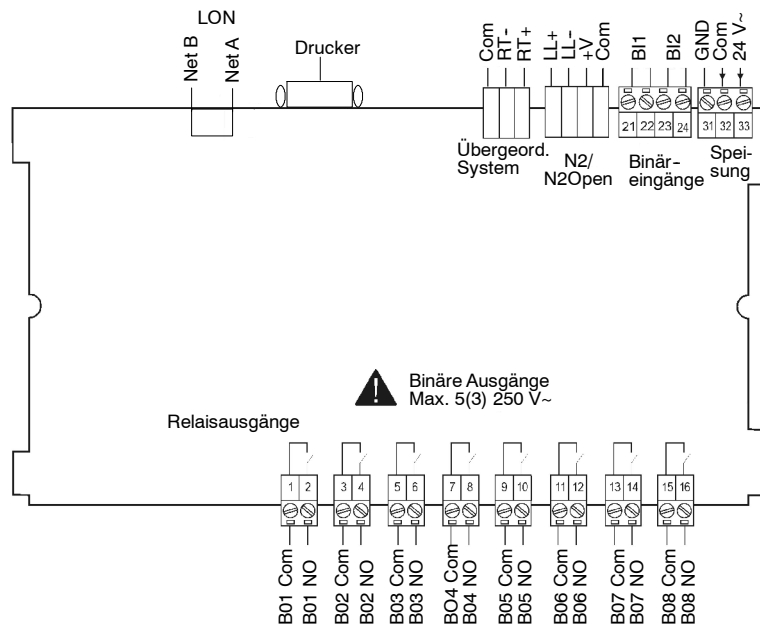 LON
Net B
Net A
Drucker
Com
RT-
RT+
LL+
LL-
+V
Com
BI1
BI2
GND
Com
24 V~
21 22 23 24
31 32 33
Übergeord.
System
N2/
N2Open
Binär-
eingänge
Spei-
sung
Binäre Ausgänge
Max. 5(3) 250 V~
Relaisausgänge
1 2
3 4
5 6
7 8
9 10
11 12
13 14
15 16
B01 Com
B01 NO
B02 Com
B02 NO
B03 Com
B03 NO
BO4 Com
B04 NO
B05 Com
B05 NO
B06 Com
B06 NO
B07 Com
B07 NO
B08 Com
B08 NO